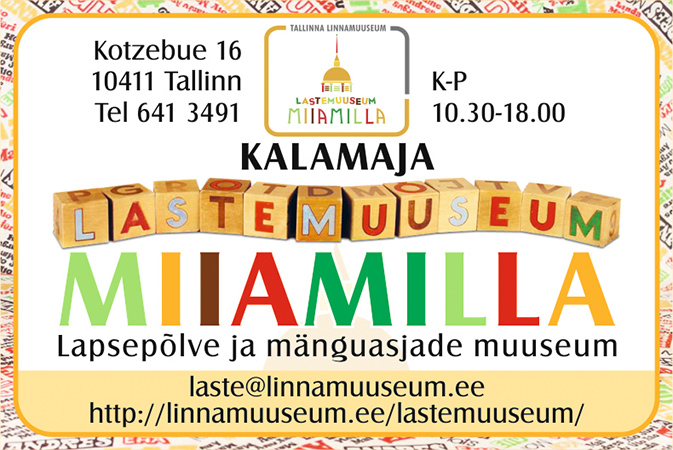 Kotzebue 16
10411 Tallinn
Tel 641 3491
TALLINNA LINNAMUUSEUM
LASTEMUUSEUM
MIIAMILLA
K-P
10.30-18.00
KALAMAJA
PGROTDMOJTV
LASTEMUUSEUM
MIIAMILLA
Lapsepõlve ja mänguasjade muuseum
laste@linnamuuseum.ee
http://linnamuuseum.ee/lastemuuseum/